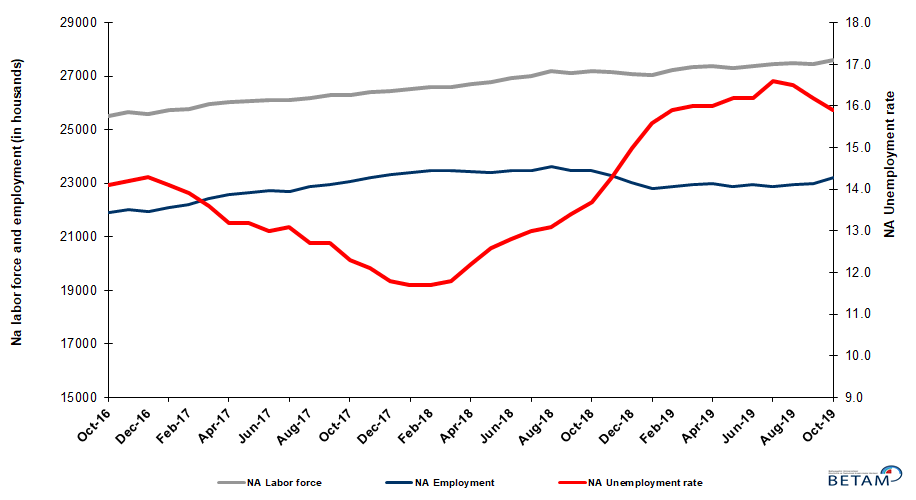 29000
27000
25000
23000
21000
19000
17000
15000
Na labor force and employment (in housands)
18.0
17.0
16.0
15.0
14.0
13.0
12.0
11.0
10.0
9.0
NA Unemployment rate
Oct-16
Dec-16
Feb-17
Apr-17
Jun-17
Aug-17
Oct-17
Dec-17
Feb-18
Apr-18
Jun-18
Aug-18
Oct-18
Dec-18
Feb-19
Apr-19
Jun-19
Aug-19
Oct-19
NA Labor force
NA Employment
NA Unemployment rate
BETAM